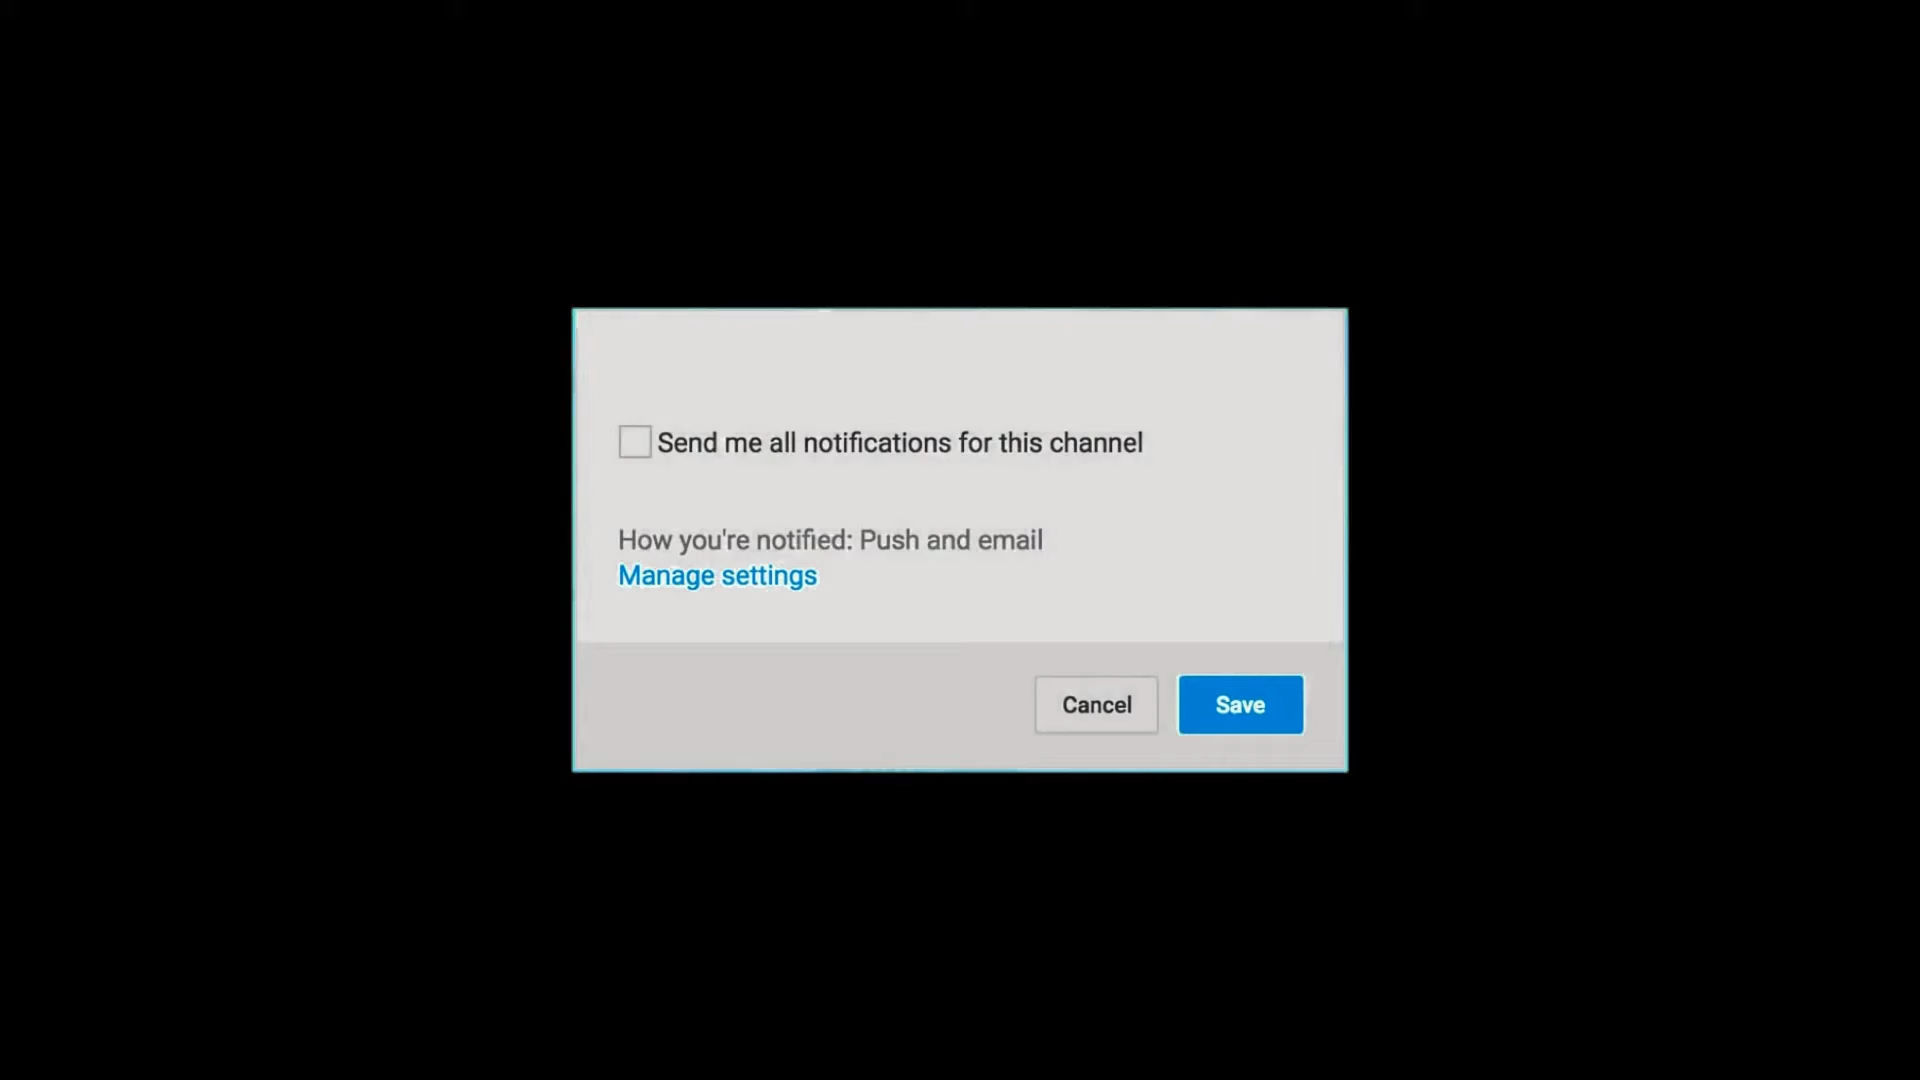 Send me all notifications for this channel
How you're notified: Push and email
Manage settings
Cancel Save